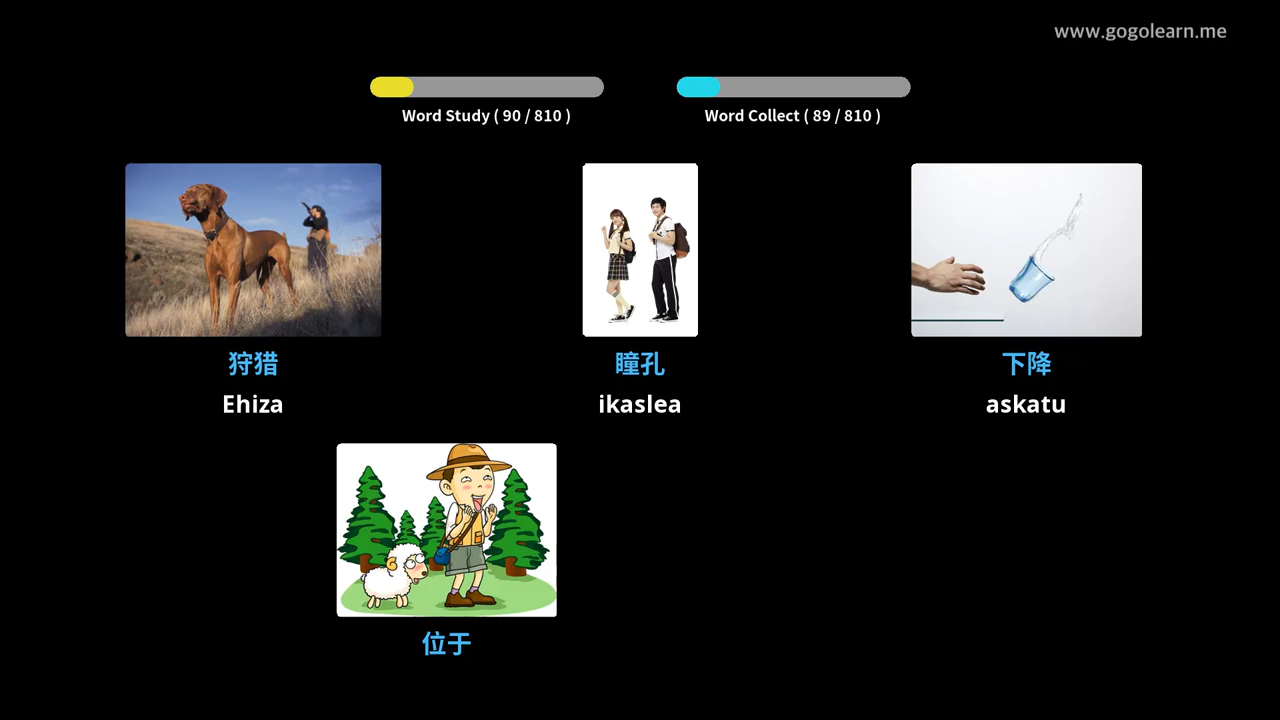 www.gogolearn.me
Word Study ( 90 / 810 )
Word Collect ( 89 / 810 )
狩猎
Ehiza
瞳孔
ikaslea
下降
askatu
位于